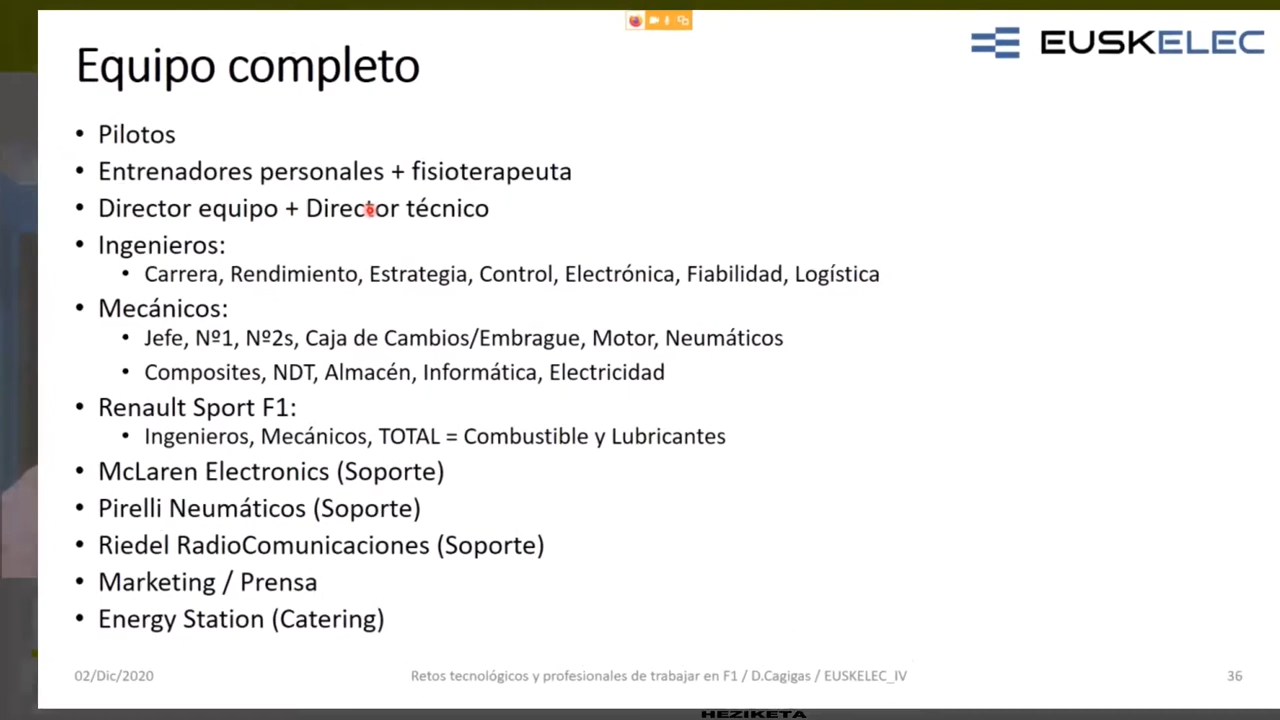 EUSKELEC
Equipo completo
• Pilotos
• Entrenadores personales + fisioterapeuta
• Director equipo + Director técnico
• Ingenieros:
• Carrera, Rendimiento, Estrategia, Control, Electrónica, Fiabilidad, Logística
• Mecánicos:
• Jefe, Nº1, Nº2s, Caja de Cambios/Embrague, Motor, Neumáticos
• Composites, NDT, Almacén, Informática, Electricidad
• Renault Sport F1:
• Ingenieros, Mecánicos, TOTAL = Combustible y Lubricantes
• McLaren Electronics (Soporte)
• Pirelli Neumáticos (Soporte)
• Riedel RadioComunicaciones (Soporte)
• Marketing / Prensa
• Energy Station (Catering)
02/Dic/2020 Retos tecnológicos y profesionales de trabajar en F1 / D.Cagigas / EUSKELEC_IV 36
HEZIKETA